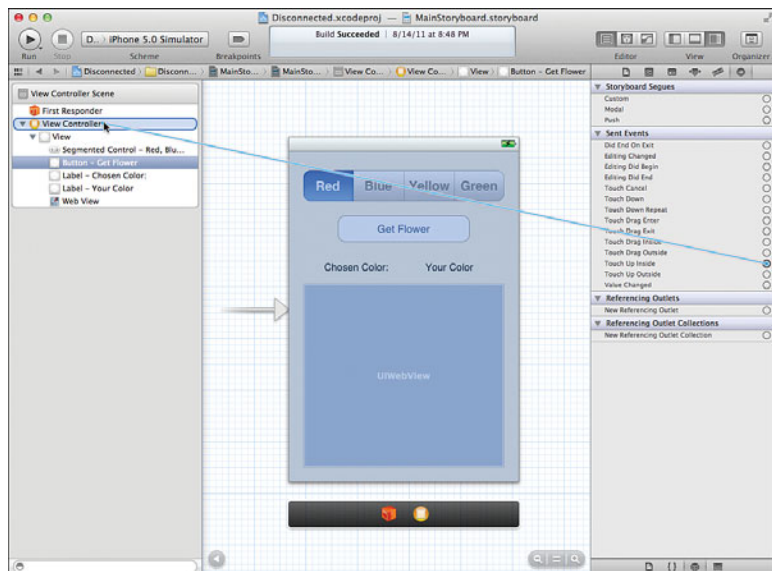 Disconnected.xcodeproj — MainStoryboard.storyboard
D... iPhone 5.0 Simulator
Build Succeeded | 8/14/11 at 8:48 PM
Run Stop Scheme Breakpoints Editor View Organizer
Disconnected Disconn... MainSto... MainSto... View Co... View Co... View Button – Get Flower
View Controller Scene
First Responder
View Controller
View
Segmented Control – Red, Blu...
Button – Get Flower
Label – Chosen Color:
Label – Your Color
Web View
Red Blue Yellow Green
Get Flower
Chosen Color: Your Color
UIWebView
Storyboard Segues
Custom
Modal
Push
Sent Events
Did End On Exit
Editing Changed
Editing Did Begin
Editing Did End
Touch Cancel
Touch Down
Touch Down Repeat
Touch Drag Enter
Touch Drag Exit
Touch Drag Inside
Touch Drag Outside
Touch Up Inside
Touch Up Outside
Value Changed
Referencing Outlets
New Referencing Outlet
Referencing Outlet Collections
New Referencing Outlet Collection